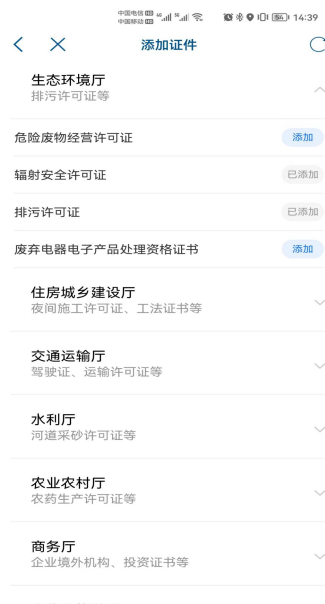 中国电信 HD 中国移动 HD 4G 5G 54 14:39
添加证件
生态环境厅
排污许可证等
危险废物经营许可证 添加
辐射安全许可证 已添加
排污许可证 已添加
废弃电器电子产品处理资格证书 添加
住房城乡建设厅
夜间施工许可证、工法证书等
交通运输厅
驾驶证、运输许可证等
水利厅
河道采砂许可证等
农业农村厅
农药生产许可证等
商务厅
企业境外机构、投资证书等